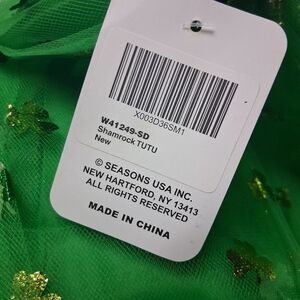 X003D36SM1
W41249-SD
Shamrock TUTU
New
© SEASONS USA INC.
NEW HARTFORD, NY 13413
ALL RIGHTS RESERVED
MADE IN CHINA